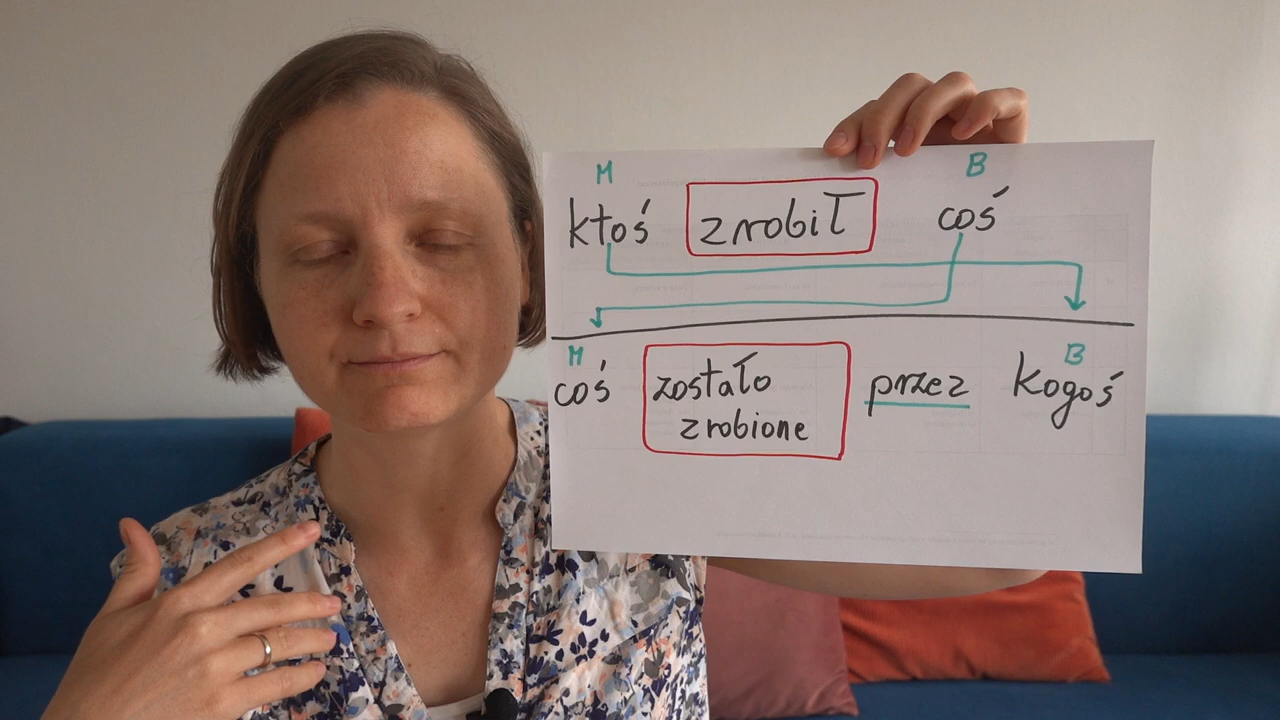 M B
ktoś zrobił coś
M B
coś zostało przez kogoś
zrobione